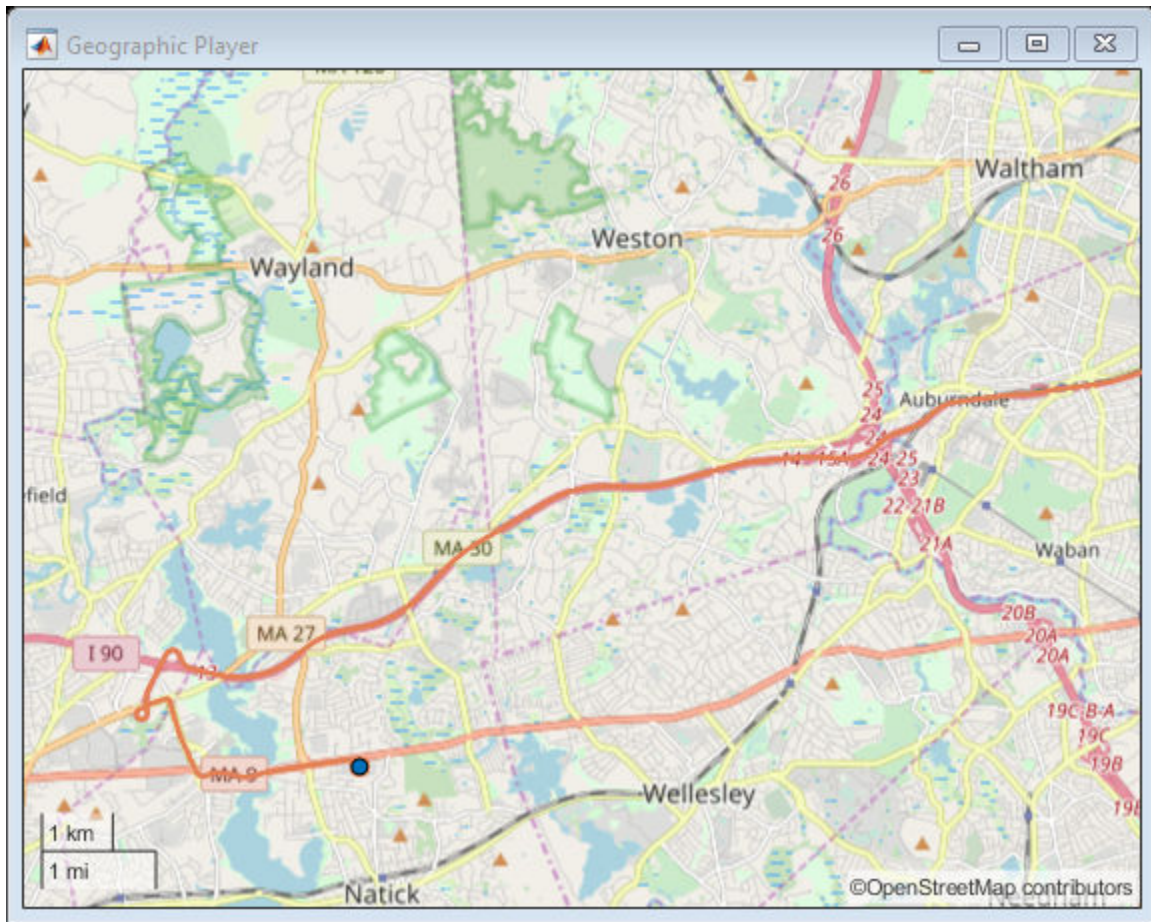 Geographic Player
26
Waltham
26
Weston
Wayland
25
24
Auburndale
24
14
15A
24-25
23
22-21B
field
MA 30
21A
Waban
20B
MA 27
20A
I 90
13
20A
19C-B-A
19C
19B
MA 9
Wellesley
1 km
1 mi
Natick
©OpenStreetMap contributors